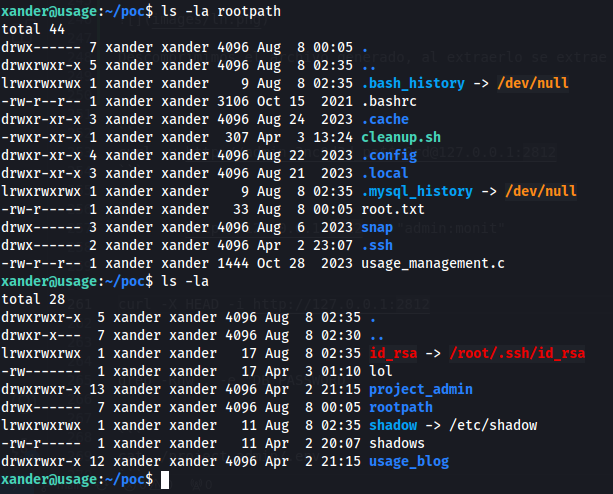 xander@usage:~/poc$ ls -la rootpath
total 44
drwx------ 7 xander xander 4096 Aug  8 00:05 .
drwxrwxr-x 5 xander xander 4096 Aug  8 02:35 ..
lrwxrwxrwx 1 xander xander    9 Aug  8 02:35 .bash_history -> /dev/null
-rw-r--r-- 1 xander xander 3106 Oct 15  2021 .bashrc
drwxr-xr-x 3 xander xander 4096 Aug 24  2023 .cache
-rwxr-xr-x 1 xander xander  307 Apr  3 13:24 cleanup.sh
drwxr-xr-x 4 xander xander 4096 Aug 22  2023 .config
drwxr-xr-x 3 xander xander 4096 Aug 21  2023 .local
lrwxrwxrwx 1 xander xander    9 Aug  8 02:35 .mysql_history -> /dev/null
-rw-r----- 1 xander xander   33 Aug  8 00:05 root.txt
drwx------ 3 xander xander 4096 Aug  6  2023 snap
drwx------ 2 xander xander 4096 Apr  2 23:07 .ssh
-rw-r--r-- 1 xander xander 1444 Oct 28  2023 usage_management.c
xander@usage:~/poc$ ls -la
total 28
drwxrwxr-x  5 xander xander 4096 Aug  8 02:35 .
drwxr-x---  7 xander xander 4096 Aug  8 02:30 ..
lrwxrwxrwx  1 xander xander   17 Aug  8 02:35 id_rsa -> /root/.ssh/id_rsa
-rw-------  1 xander xander   17 Apr  3 01:10 lol
drwxrwxr-x 13 xander xander 4096 Apr  2 21:15 project_admin
drwx------  7 xander xander 4096 Aug  8 00:05 rootpath
lrwxrwxrwx  1 xander xander   11 Aug  8 02:35 shadow -> /etc/shadow
-rw-r-----  1 xander xander   11 Apr  2 20:07 shadows
drwxrwxr-x 12 xander xander 4096 Apr  2 21:15 usage_blog
xander@usage:~/poc$